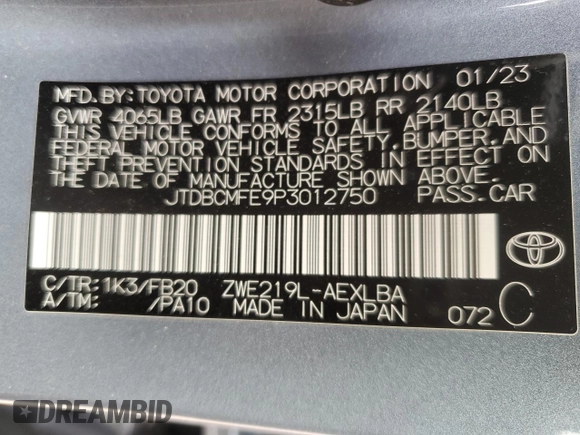 MFD. BY: TOYOTA MOTOR CORPORATION 01/23
GVWR 4065LB GAWR FR 2315LB RR 2140LB
THIS VEHICLE CONFORMS TO ALL APPLICABLE
FEDERAL MOTOR VEHICLE SAFETY, BUMPER, AND
THEFT PREVENTION STANDARDS IN EFFECT ON
THE DATE OF MANUFACTURE SHOWN ABOVE.
JTDBCMFE9P3012750 PASS. CAR
C/TR: 1K3/FB20 ZWE219L-AEXLBA
A/TM: /PA10 MADE IN JAPAN 072 C
TOYOTA
DREAMBID